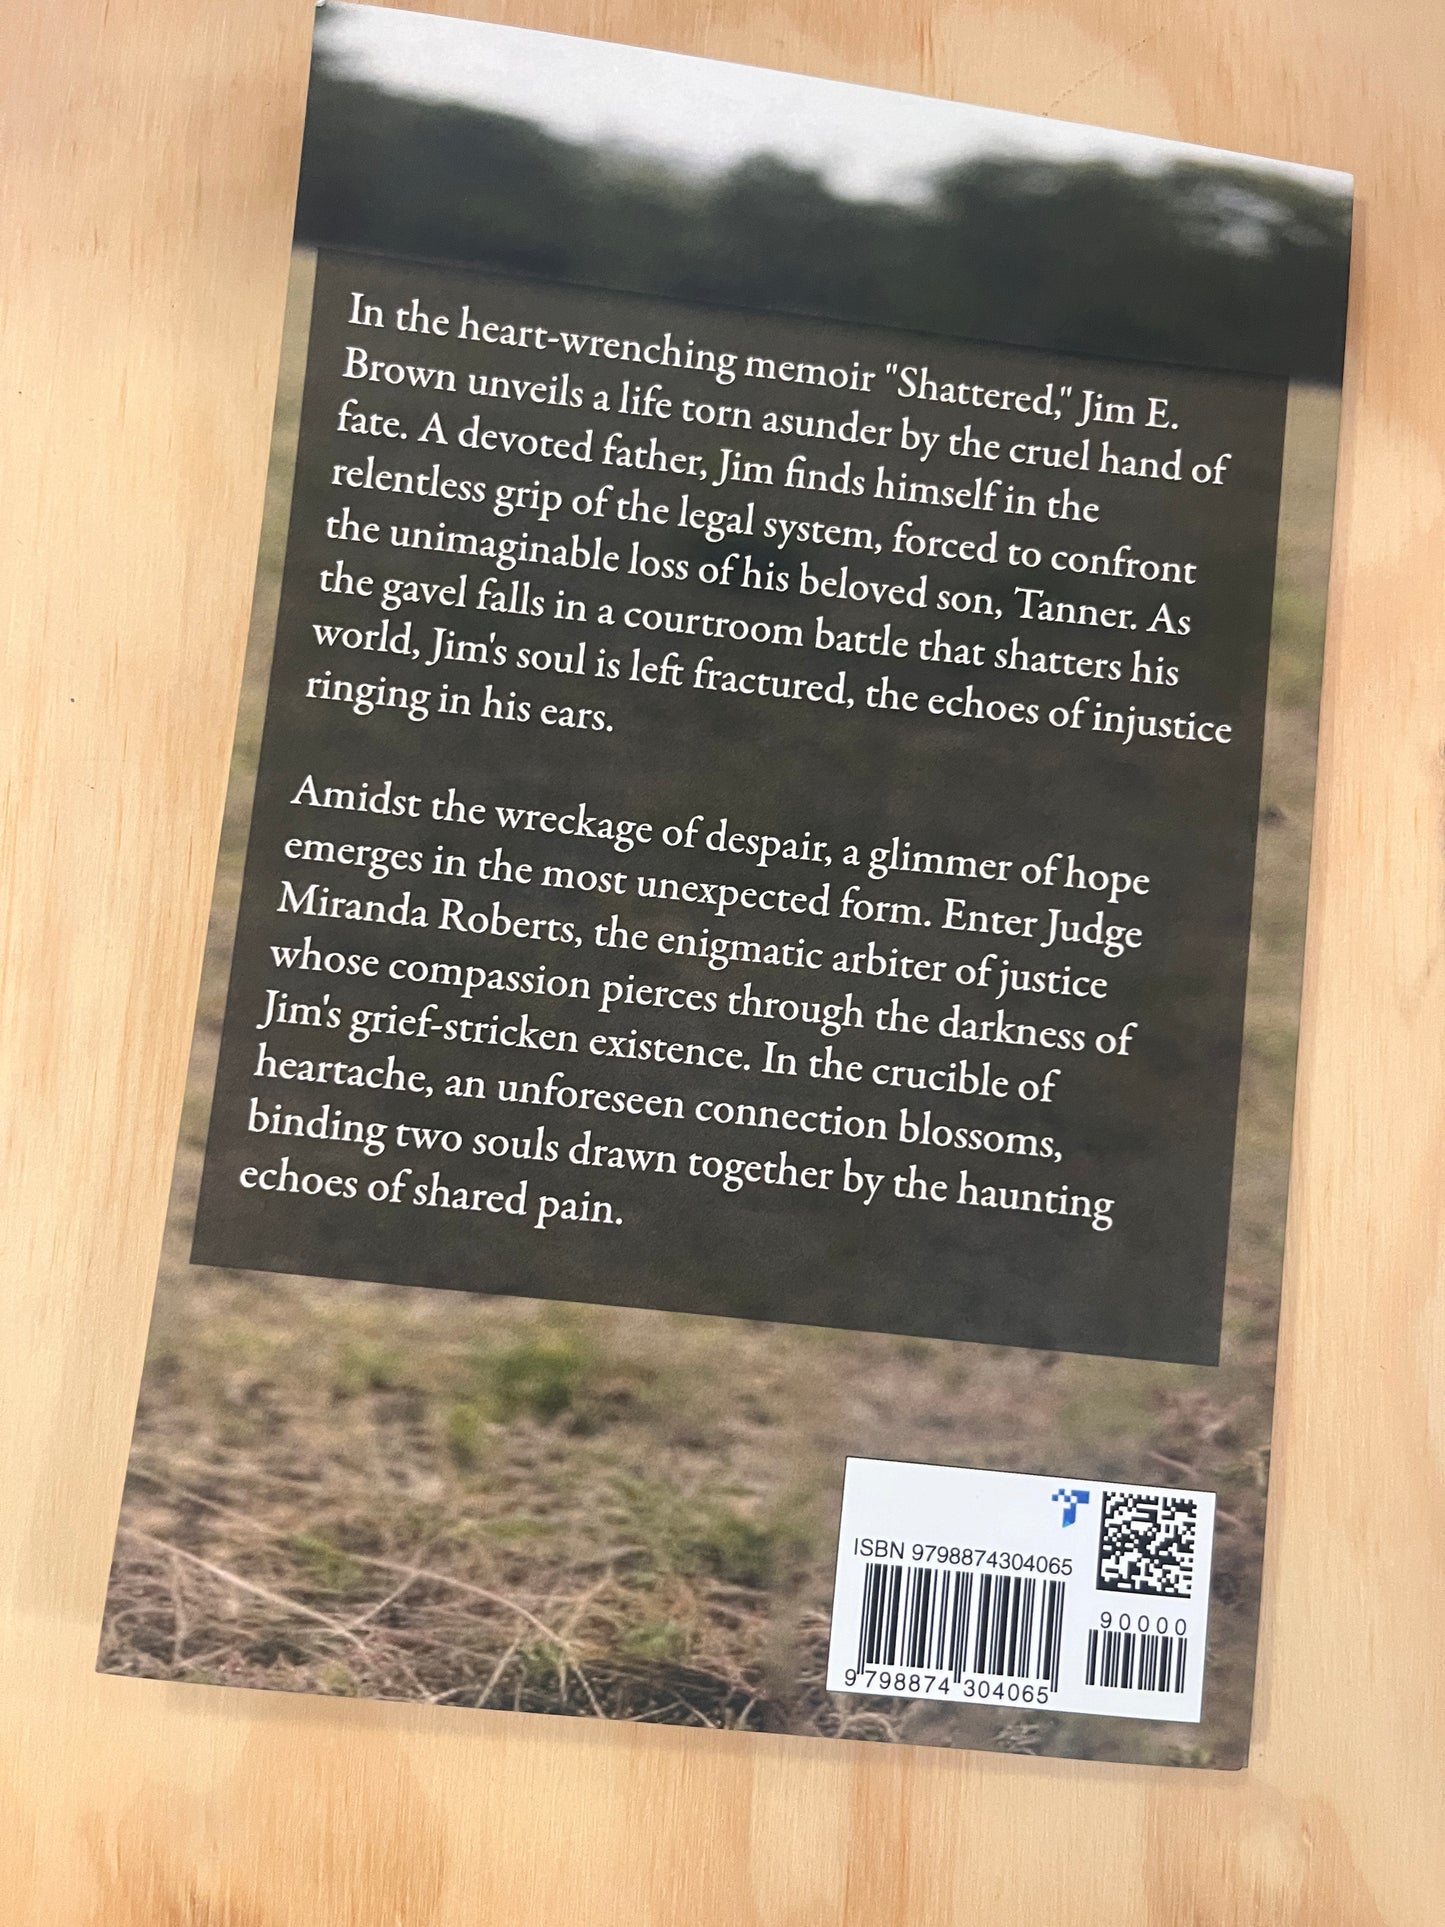 In the heart-wrenching memoir "Shattered," Jim E.
Brown unveils a life torn asunder by the cruel hand of
fate. A devoted father, Jim finds himself in the
relentless grip of the legal system, forced to confront
the unimaginable loss of his beloved son, Tanner. As
the gavel falls in a courtroom battle that shatters his
world, Jim's soul is left fractured, the echoes of injustice
ringing in his ears.
Amidst the wreckage of despair, a glimmer of hope
emerges in the most unexpected form. Enter Judge
Miranda Roberts, the enigmatic arbiter of justice
whose compassion pierces through the darkness of
Jim's grief-stricken existence. In the crucible of
heartache, an unforeseen connection blossoms,
binding two souls drawn together by the haunting
echoes of shared pain.
ISBN 9798874304065
90000
9 798874 304065